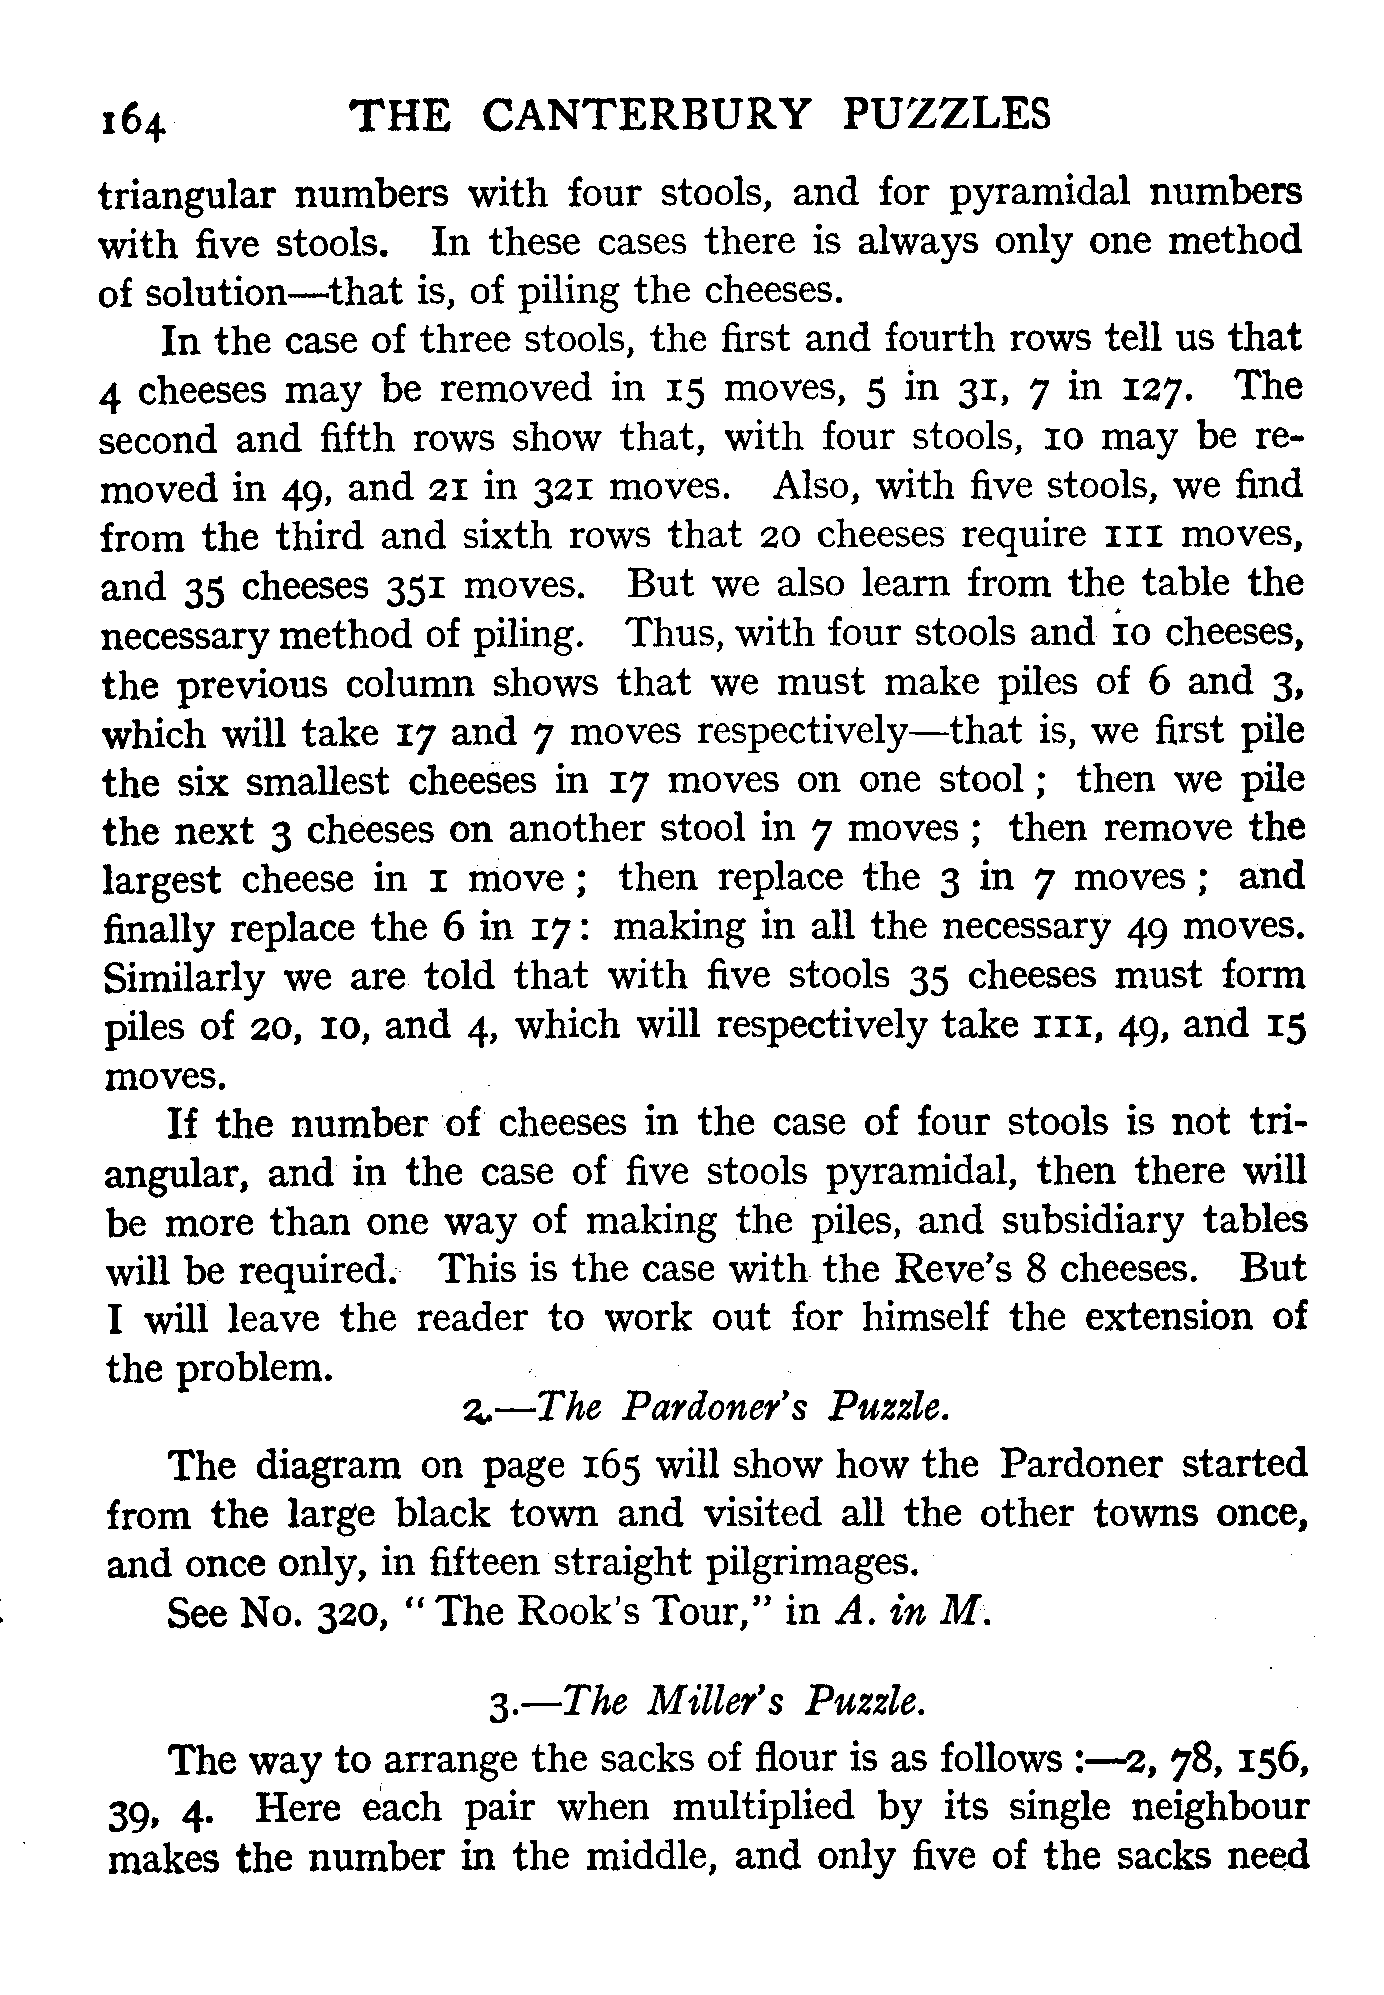 164 THE CANTERBURY PUZZLES
triangular numbers with four stools, and for pyramidal numbers
with five stools. In these cases there is always only one method
of solution—that is, of piling the cheeses.
In the case of three stools, the first and fourth rows tell us that
4 cheeses may be removed in 15 moves, 5 in 31, 7 in 127. The
second and fifth rows show that, with four stools, 10 may be re-
moved in 49, and 21 in 321 moves. Also, with five stools, we find
from the third and sixth rows that 20 cheeses require 111 moves,
and 35 cheeses 351 moves. But we also learn from the table the
necessary method of piling. Thus, with four stools and 10 cheeses,
the previous column shows that we must make piles of 6 and 3,
which will take 17 and 7 moves respectively—that is, we first pile
the six smallest cheeses in 17 moves on one stool ; then we pile
the next 3 cheeses on another stool in 7 moves ; then remove the
largest cheese in 1 move ; then replace the 3 in 7 moves ; and
finally replace the 6 in 17 : making in all the necessary 49 moves.
Similarly we are told that with five stools 35 cheeses must form
piles of 20, 10, and 4, which will respectively take 111, 49, and 15
moves.
If the number of cheeses in the case of four stools is not tri-
angular, and in the case of five stools pyramidal, then there will
be more than one way of making the piles, and subsidiary tables
will be required. This is the case with the Reve's 8 cheeses. But
I will leave the reader to work out for himself the extension of
the problem.
2.—The Pardoner's Puzzle.
The diagram on page 165 will show how the Pardoner started
from the large black town and visited all the other towns once,
and once only, in fifteen straight pilgrimages.
See No. 320, “ The Rook's Tour,” in A. in M.
3.—The Miller's Puzzle.
The way to arrange the sacks of flour is as follows :—2, 78, 156,
39, 4. Here each pair when multiplied by its single neighbour
makes the number in the middle, and only five of the sacks need